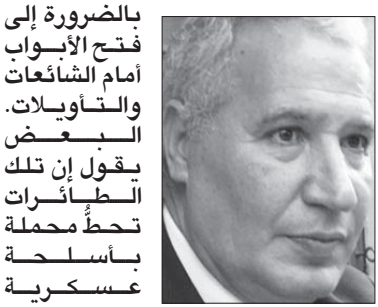 بالضرورة إلى
فتح الأبواب
أمام الشائعات
والتأويلات.
البعض
يقول إن تلك
الطائرات
تحطُّ محملة
بأسلحة
عسكرية